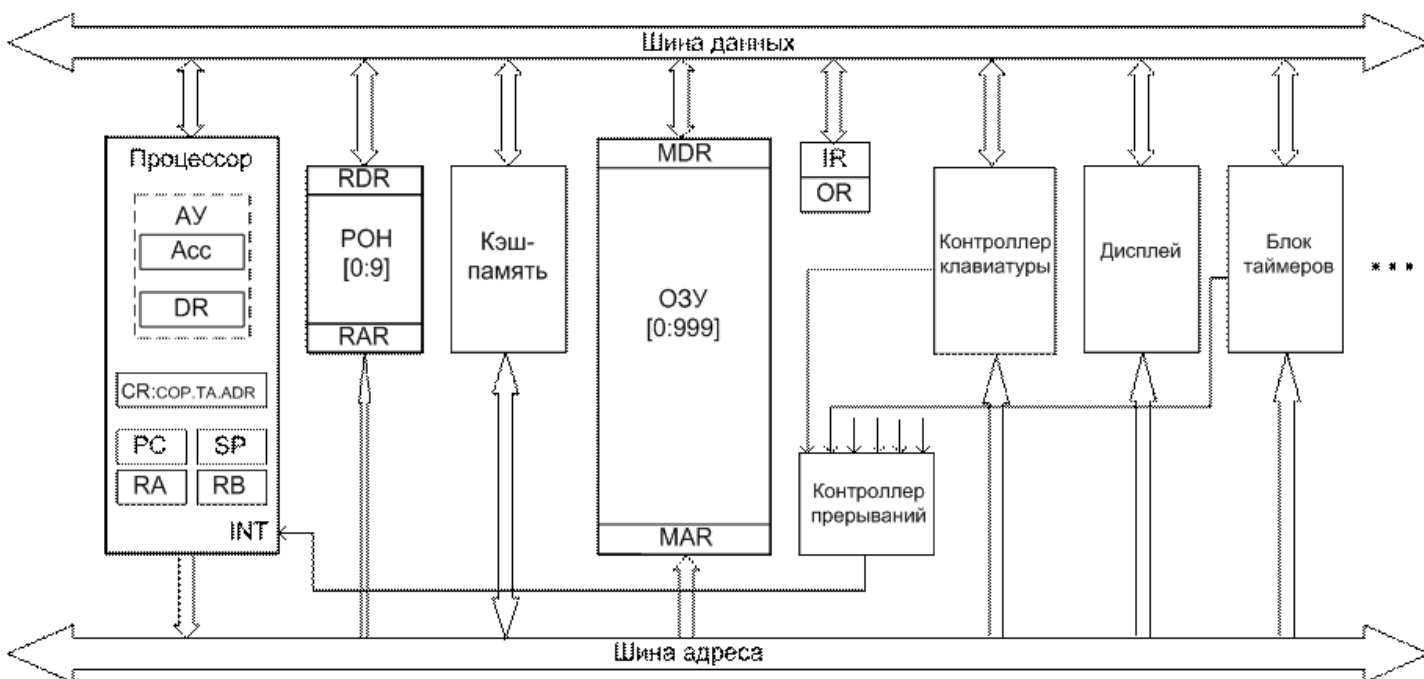 Шина данных
Процессор
АУ
Acc
DR
CR:COP.TA.ADR
PC
SP
RA
RB
INT
RDR
РОН
[0:9]
RAR
Кэш-
память
MDR
ОЗУ
[0:999]
MAR
IR
OR
Контроллер
клавиатуры
Дисплей
Блок
таймеров
...
Контроллер
прерываний
Шина адреса